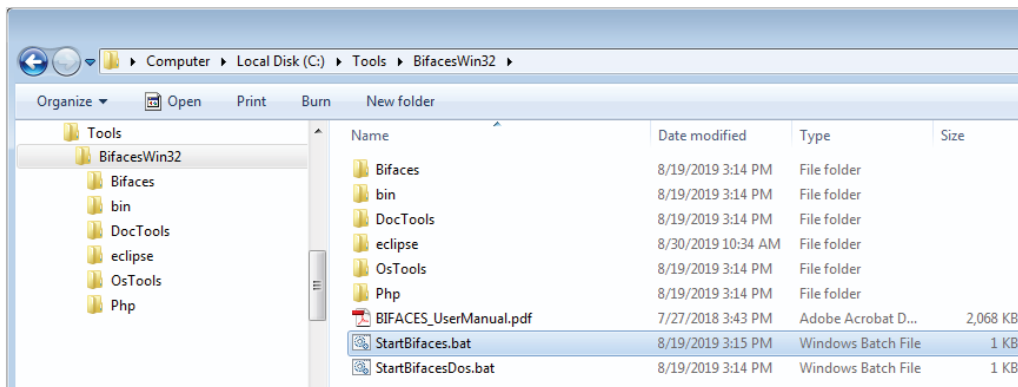 Computer Local Disk (C:) Tools BifacesWin32
Organize Open Print Burn New folder
Tools
BifacesWin32
Bifaces
bin
DocTools
eclipse
OsTools
Php
Name Date modified Type Size
Bifaces 8/19/2019 3:14 PM File folder
bin 8/19/2019 3:14 PM File folder
DocTools 8/19/2019 3:14 PM File folder
eclipse 8/30/2019 10:34 AM File folder
OsTools 8/19/2019 3:14 PM File folder
Php 8/19/2019 3:14 PM File folder
BIFACES_UserManual.pdf 7/27/2018 3:43 PM Adobe Acrobat D... 2,068 KB
StartBifaces.bat 8/19/2019 3:15 PM Windows Batch File 1 KB
StartBifacesDos.bat 8/19/2019 3:14 PM Windows Batch File 1 KB